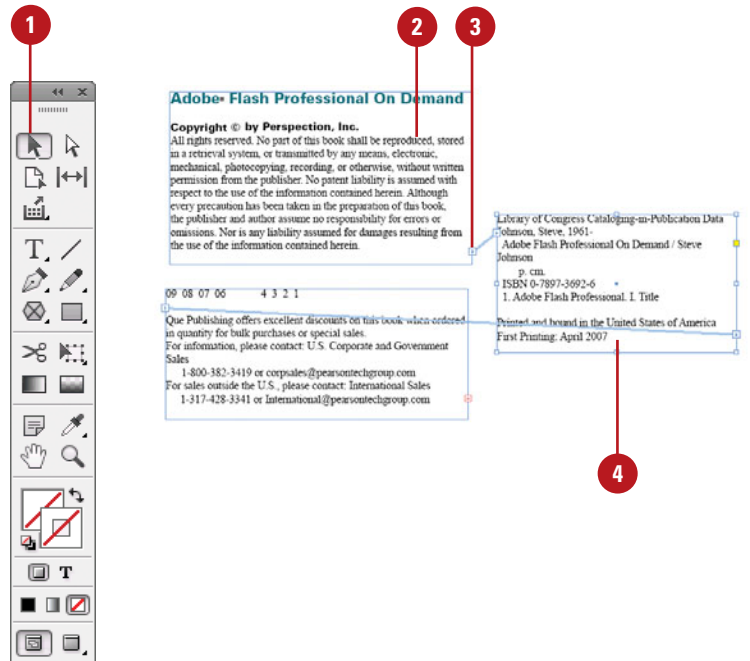 1
2
3
Adobe® Flash Professional On Demand
Copyright © by Perspection, Inc.
All rights reserved. No part of this book shall be reproduced, stored
in a retrieval system, or transmitted by any means, electronic,
mechanical, photocopying, recording, or otherwise, without written
permission from the publisher. No patent liability is assumed with
respect to the use of the information contained herein. Although
every precaution has been taken in the preparation of this book,
the publisher and author assume no responsibility for errors or
omissions. Nor is any liability assumed for damages resulting from
the use of the information contained herein.
Library of Congress Cataloging-in-Publication Data
Johnson, Steve, 1961-
Adobe Flash Professional On Demand / Steve
Johnson
p. cm.
ISBN 0-7897-3692-6
1. Adobe Flash Professional. I. Title
Printed and bound in the United States of America
First Printing: April 2007
09 08 07 06 4 3 2 1
Que Publishing offers excellent discounts on this book when ordered
in quantity for bulk purchases or special sales.
For information, please contact: U.S. Corporate and Government
Sales
1-800-382-3419 or corpsales@pearsontechgroup.com
For sales outside the U.S., please contact: International Sales
1-317-428-3341 or International@pearsontechgroup.com
4
T
T